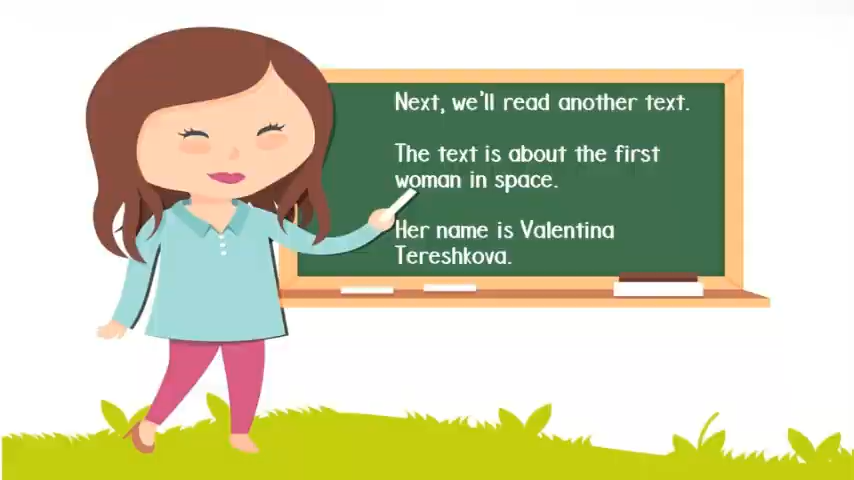 Next, we'll read another text.
The text is about the first
woman in space.
Her name is Valentina
Tereshkova.